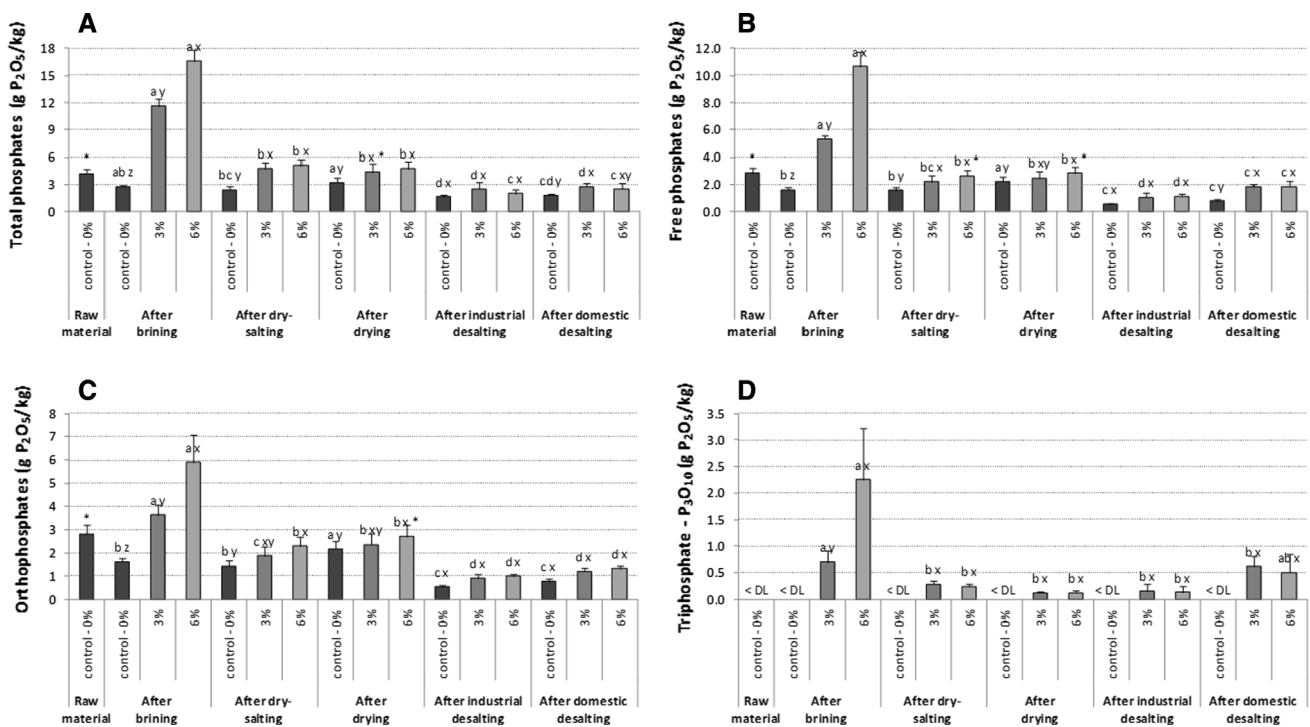 A
Total phosphates (g P2O5/kg)
18
15
12
9
6
3
0
* ab z a y a x bc y b x b x a y b x * b x d x d x c x cd y d x c xy
control - 0% control - 0% 3% 6% control - 0% 3% 6% control - 0% 3% 6% control - 0% 3% 6% control - 0% 3% 6%
Raw material After brining After dry-salting After drying After industrial desalting After domestic desalting
B
Free phosphates (g P2O5/kg)
12.0
10.0
8.0
6.0
4.0
2.0
0.0
* b z a y a x b y bc x b x * a y b xy b x * c x d x d x c y c x c x
control - 0% control - 0% 3% 6% control - 0% 3% 6% control - 0% 3% 6% control - 0% 3% 6% control - 0% 3% 6%
Raw material After brining After dry-salting After drying After industrial desalting After domestic desalting
C
Orthophosphates (g P2O5/kg)
8
7
6
5
4
3
2
1
0
* b z a y a x b y c xy b x a y b xy b x * c x d x d x c x d x d x
control - 0% control - 0% 3% 6% control - 0% 3% 6% control - 0% 3% 6% control - 0% 3% 6% control - 0% 3% 6%
Raw material After brining After dry-salting After drying After industrial desalting After domestic desalting
D
Triphosphate - P3O10 (g P2O5/kg)
3.5
3.0
2.5
2.0
1.5
1.0
0.5
0.0
< DL < DL a y a x < DL b x b x < DL b x b x < DL b x b x < DL b x ab x
control - 0% control - 0% 3% 6% control - 0% 3% 6% control - 0% 3% 6% control - 0% 3% 6% control - 0% 3% 6%
Raw material After brining After dry-salting After drying After industrial desalting After domestic desalting